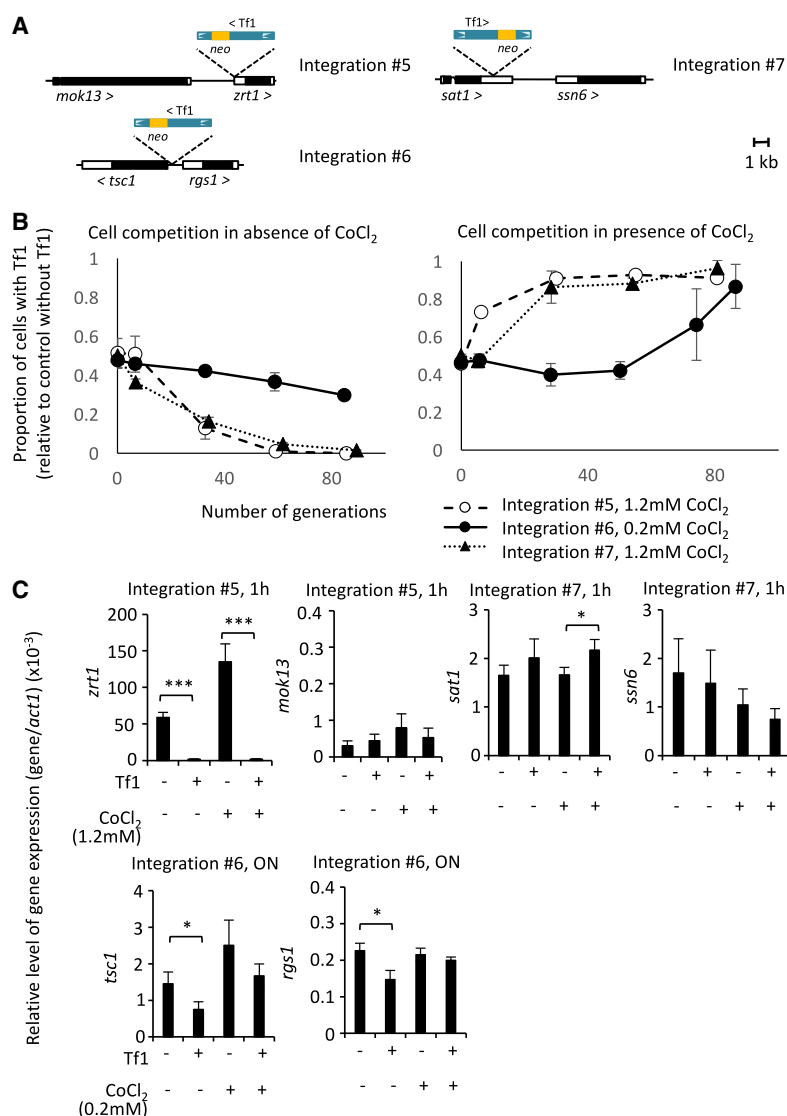 A
< Tf1
neo
mok13 >
zrt1 >
Integration #5
Tf1>
neo
sat1 >
ssn6 >
Integration #7
< Tf1
neo
< tsc1
rgs1 >
Integration #6
1 kb
B
Proportion of cells with Tf1
(relative to control without Tf1)
Cell competition in absence of CoCl2
1
0.8
0.6
0.4
0.2
0
0 40 80
Cell competition in presence of CoCl2
1
0.8
0.6
0.4
0.2
0
0 40 80
Number of generations
Integration #5, 1.2mM CoCl2
Integration #6, 0.2mM CoCl2
Integration #7, 1.2mM CoCl2
C
Relative level of gene expression (gene/act1) (x10-3)
Integration #5, 1h
zrt1
200
150
100
50
0
***
***
Tf1 - + - +
CoCl2 - - + +
(1.2mM)
Integration #5, 1h
mok13
0.4
0.3
0.2
0.1
0
- + - +
- - + +
Integration #7, 1h
sat1
3
2
1
0
*
- + - +
- - + +
Integration #7, 1h
ssn6
3
2
1
0
- + - +
- - + +
Integration #6, ON
tsc1
4
3
2
1
0
*
Tf1 - + - +
CoCl2 - - + +
(0.2mM)
Integration #6, ON
rgs1
0.4
0.3
0.2
0.1
0
*
- + - +
- - + +